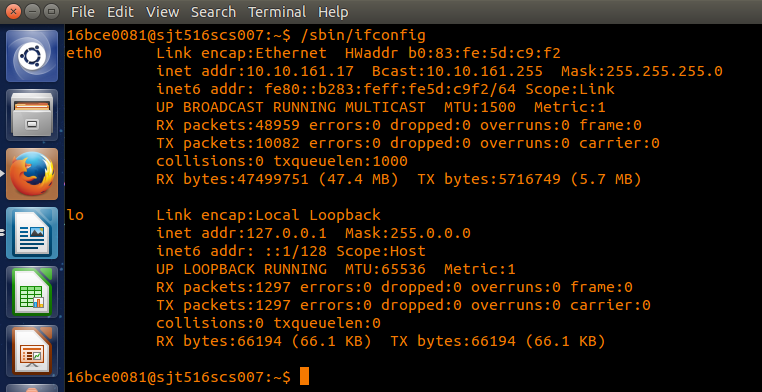 File Edit View Search Terminal Help
16bce0081@sjt516scs007:~$ /sbin/ifconfig
eth0      Link encap:Ethernet  HWaddr b0:83:fe:5d:c9:f2
          inet addr:10.10.161.17  Bcast:10.10.161.255  Mask:255.255.255.0
          inet6 addr: fe80::b283:feff:fe5d:c9f2/64 Scope:Link
          UP BROADCAST RUNNING MULTICAST  MTU:1500  Metric:1
          RX packets:48959 errors:0 dropped:0 overruns:0 frame:0
          TX packets:10082 errors:0 dropped:0 overruns:0 carrier:0
          collisions:0 txqueuelen:1000
          RX bytes:47499751 (47.4 MB)  TX bytes:5716749 (5.7 MB)

lo        Link encap:Local Loopback
          inet addr:127.0.0.1  Mask:255.0.0.0
          inet6 addr: ::1/128 Scope:Host
          UP LOOPBACK RUNNING  MTU:65536  Metric:1
          RX packets:1297 errors:0 dropped:0 overruns:0 frame:0
          TX packets:1297 errors:0 dropped:0 overruns:0 carrier:0
          collisions:0 txqueuelen:0
          RX bytes:66194 (66.1 KB)  TX bytes:66194 (66.1 KB)

16bce0081@sjt516scs007:~$